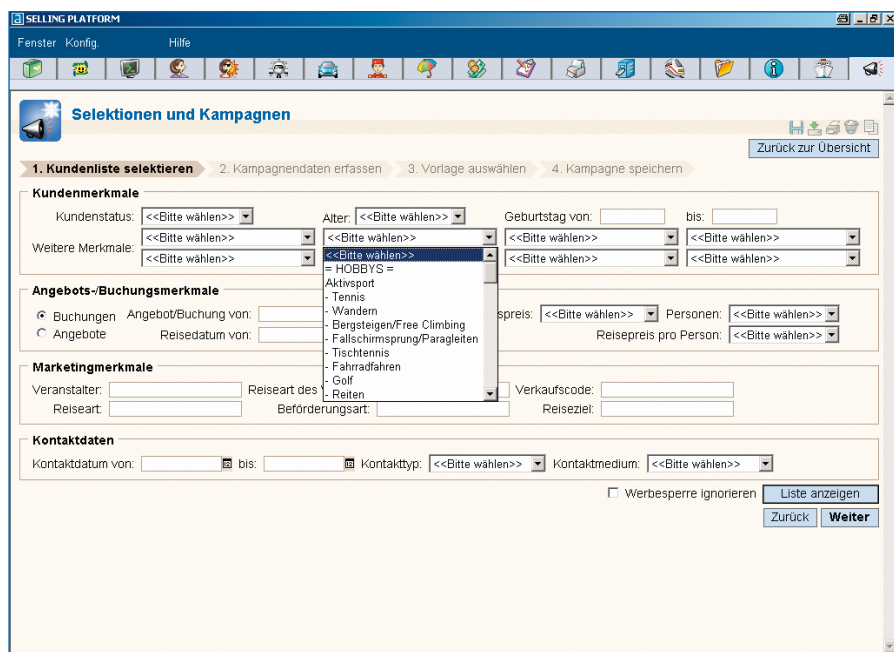 SELLING PLATFORM
Fenster Konfig. Hilfe
Selektionen und Kampagnen
Zurück zur Übersicht
1. Kundenliste selektieren 2. Kampagnendaten erfassen 3. Vorlage auswählen 4. Kampagne speichern
Kundenmerkmale
Kundenstatus: <<Bitte wählen>> Alter: <<Bitte wählen>> Geburtstag von: bis:
Weitere Merkmale: <<Bitte wählen>> <<Bitte wählen>> <<Bitte wählen>> <<Bitte wählen>>
<<Bitte wählen>> <<Bitte wählen>> <<Bitte wählen>>
<<Bitte wählen>>
= HOBBYS =
Aktivsport
- Tennis
- Wandern
- Bergsteigen/Free Climbing
- Fallschirmsprung/Paragleiten
- Tischtennis
- Fahrradfahren
- Golf
- Reiten
Angebots-/Buchungsmerkmale
Buchungen Angebot/Buchung von: spreis: <<Bitte wählen>> Personen: <<Bitte wählen>>
Angebote Reisedatum von: Reisepreis pro Person: <<Bitte wählen>>
Marketingmerkmale
Veranstalter: Reiseart des Verkaufscode:
Reiseart: Beförderungsart: Reiseziel:
Kontaktdaten
Kontaktdatum von: bis: Kontakttyp: <<Bitte wählen>> Kontaktmedium: <<Bitte wählen>>
Werbesperre ignorieren Liste anzeigen
Zurück Weiter